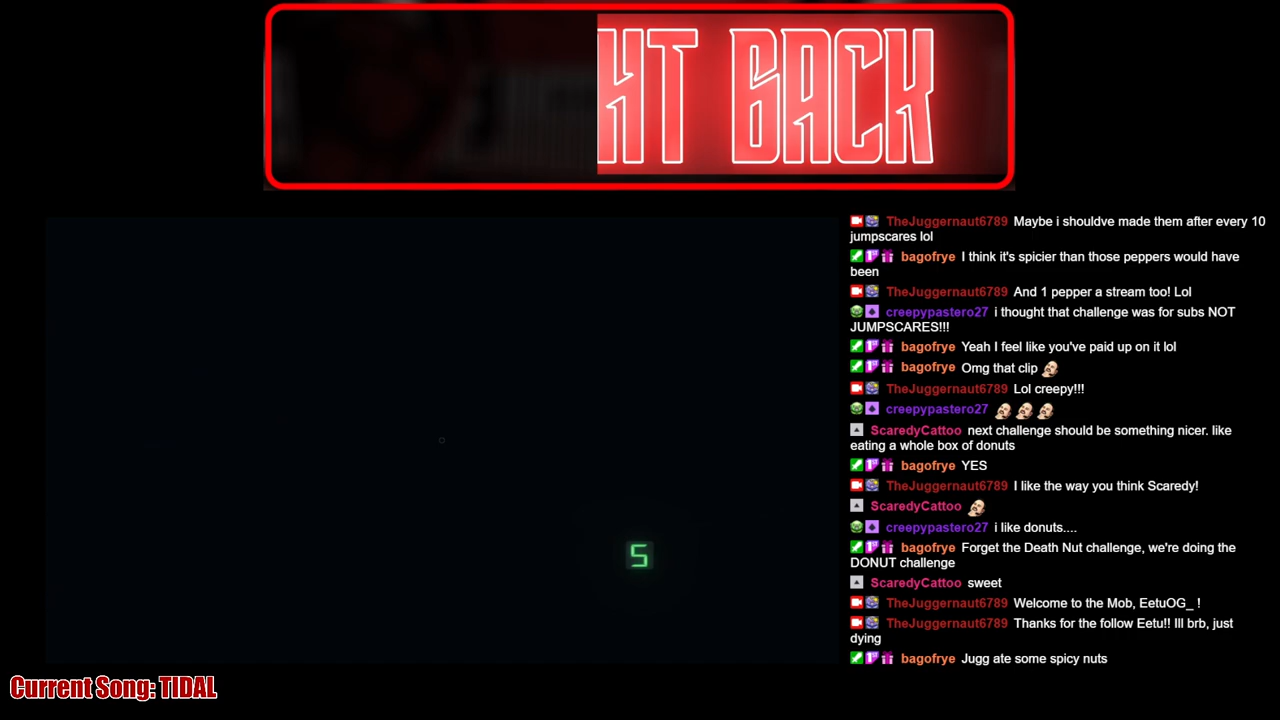 HT BACK
TheJuggernaut6789 Maybe i shouldve made them after every 10
jumpscares lol
bagofrye I think it's spicier than those peppers would have
been
TheJuggernaut6789 And 1 pepper a stream too! Lol
creepypastero27 i thought that challenge was for subs NOT
JUMPSCARES!!!
bagofrye Yeah I feel like you've paid up on it lol
bagofrye Omg that clip
TheJuggernaut6789 Lol creepy!!!
creepypastero27
ScaredyCattoo next challenge should be something nicer. like
eating a whole box of donuts
bagofrye YES
TheJuggernaut6789 I like the way you think Scaredy!
ScaredyCattoo
creepypastero27 i like donuts....
bagofrye Forget the Death Nut challenge, we're doing the
DONUT challenge
ScaredyCattoo sweet
TheJuggernaut6789 Welcome to the Mob, EetuOG_ !
TheJuggernaut6789 Thanks for the follow Eetu!! Ill brb, just
dying
bagofrye Jugg ate some spicy nuts
5
Current Song: TIDAL